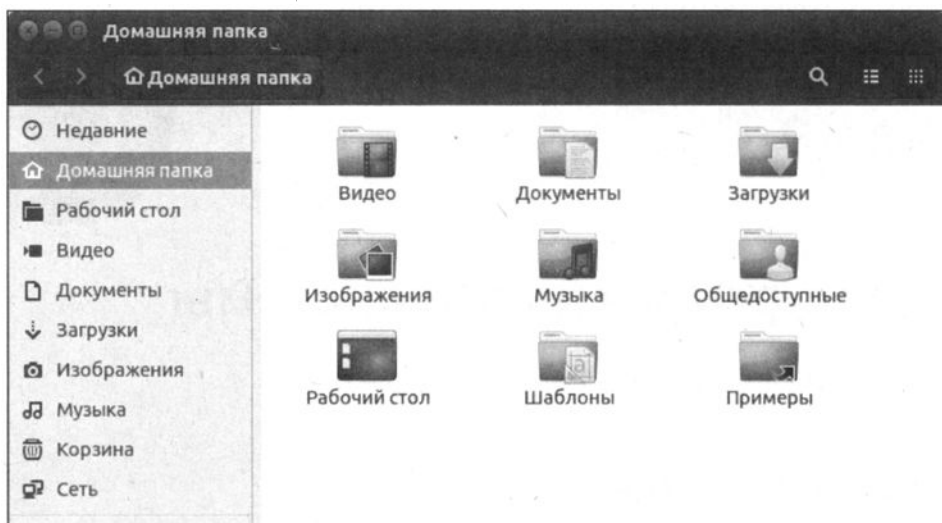 Домашняя папка
Домашняя папка
Недавние
Домашняя папка
Рабочий стол
Видео
Документы
Загрузки
Изображения
Музыка
Корзина
Сеть
Видео Документы Загрузки
Изображения Музыка Общедоступные
Рабочий стол Шаблоны Примеры